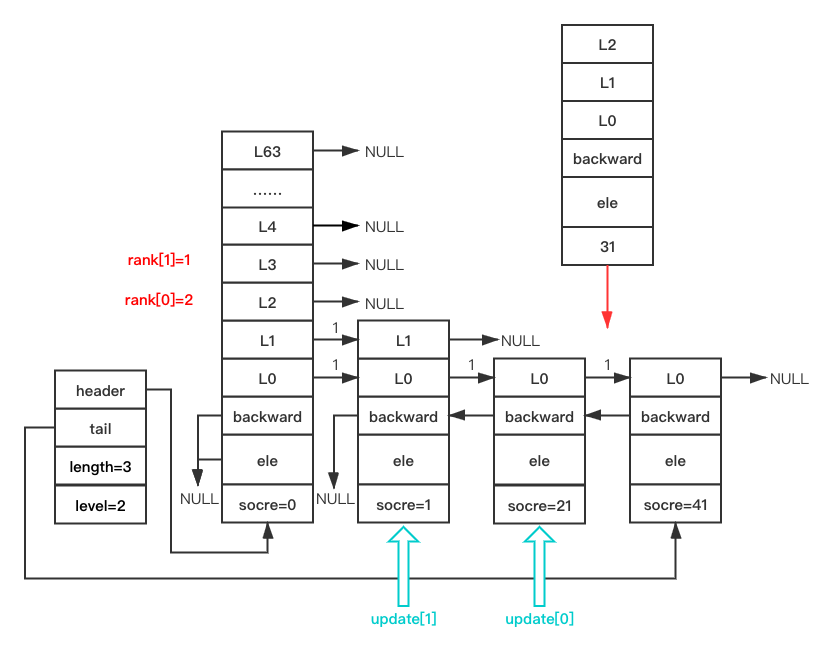 L2
L1
L0
backward
ele
31
L63
NULL
......
L4
NULL
rank[1]=1
L3
NULL
rank[0]=2
L2
NULL
L1
1
L1
NULL
L0
1
L0
1
L0
1
L0
NULL
header
tail
length=3
level=2
backward
backward
backward
backward
ele
ele
ele
ele
NULL
NULL
socre=0
socre=1
socre=21
socre=41
update[1]
update[0]